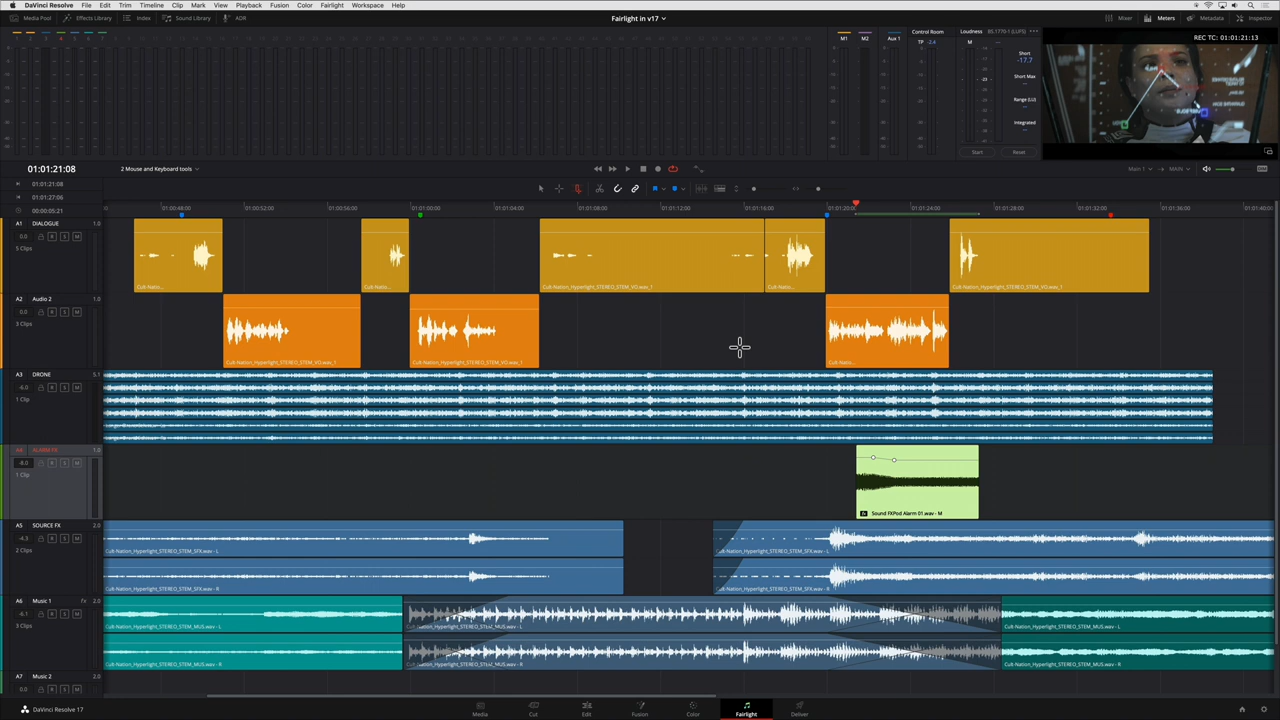 DaVinci Resolve File Edit Trim Timeline Clip Mark View Playback Fusion Color Fairlight Workspace Help
Media Pool Effects Library Index Sound Library ADR Fairlight in v17 Mixer Meters Metadata Inspector
M1 M2 Aux 1 Control Room Loudness BS.1770-1 (LUFS)
TP -2.4 M
REC TC: 01:01:21:13
Short
-17.7
Short Max
Range (LU)
Integrated
Start Reset
01:01:21:08 2 Mouse and Keyboard tools Main 1 MAIN
01:01:21:08
01:01:27:06
00:00:05:21
01:00:48:00 01:00:52:00 01:00:56:00 01:01:00:00 01:01:04:00 01:01:08:00 01:01:12:00 01:01:16:00 01:01:20:00 01:01:24:00 01:01:28:00 01:01:32:00 01:01:36:00 01:01:40:00
A1 DIALOGUE 1.0
0.0 R S M
5 Clips
Cult-Natio... Cult-Natio... Cult-Nation_Hyperlight_STEREO_STEM_VO.wav_1 Cult-Natio... Cult-Nation_Hyperlight_STEREO_STEM_VO.wav_1
A2 Audio 2 1.0
0.0 R S M
3 Clips
Cult-Nation_Hyperlight_STEREO_STEM_VO.wav_1 Cult-Nation_Hyperlight_STEREO_STEM_VO.wav_1 Cult-Natio...
A3 DRONE 5.1
-6.0 R S M
1 Clip
A4 ALARM FX 1.0
-8.0 R S M
1 Clip
Sound FXPod Alarm 01.wav - M
A5 SOURCE FX 2.0
-4.3 R S M
2 Clips
Cult-Nation_Hyperlight_STEREO_STEM_SFX.wav - L Cult-Nation_Hyperlight_STEREO_STEM_SFX.wav - L
Cult-Nation_Hyperlight_STEREO_STEM_SFX.wav - R Cult-Nation_Hyperlight_STEREO_STEM_SFX.wav - R
A6 Music 1 fx 2.0
-6.1 R S M
3 Clips
Cult-Nation_Hyperlight_STEREO_STEM_MUS.wav - L Cult-Nation_Hyperlight_STEREO_STEM_MUS.wav - L Cult-Nation_Hyperlight_STEREO_STEM_MUS.wav - L
Cult-Nation_Hyperlight_STEREO_STEM_MUS.wav - R Cult-Nation_Hyperlight_STEREO_STEM_MUS.wav - R Cult-Nation_Hyperlight_STEREO_STEM_MUS.wav - R
A7 Music 2 2.0
0.0 R S M
DaVinci Resolve 17 Media Cut Edit Fusion Color Fairlight Deliver